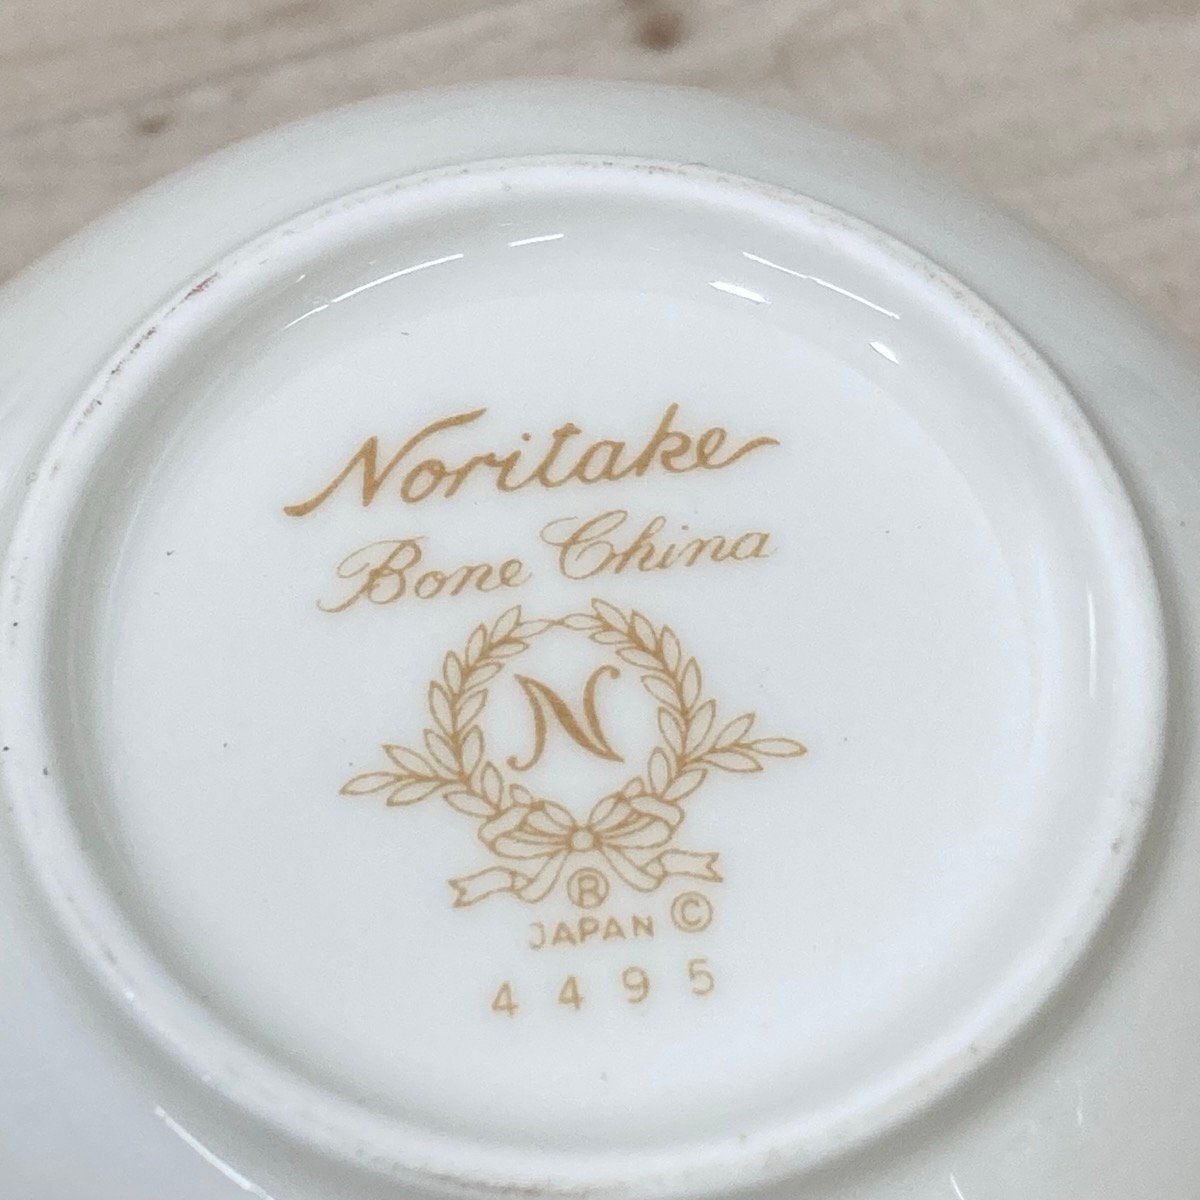 Noritake
Bone China
N
®
JAPAN ©
4495